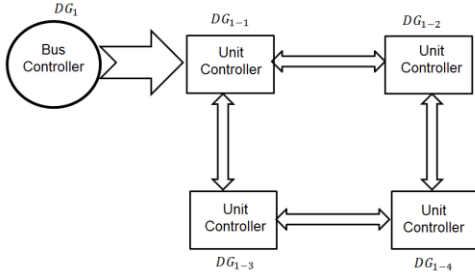 DG₁
DG₁₋₁
DG₁₋₂
Bus
Controller
Unit
Controller
Unit
Controller
Unit
Controller
Unit
Controller
DG₁₋₃
DG₁₋₄